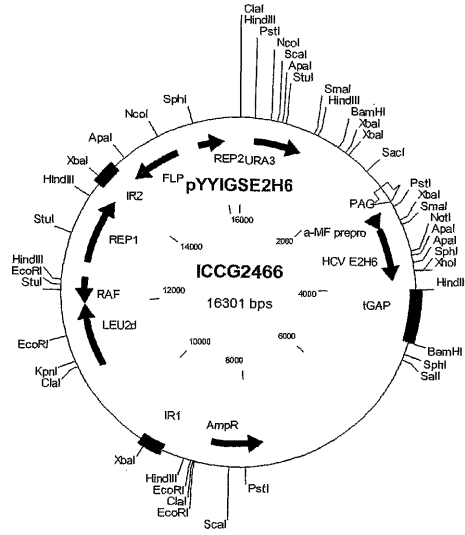 ClaI
HindIII
PstI
NcoI
ScaI
ApaI
StuI
SmaI
HindIII
BamHI
XbaI
XbaI
SacI
PstI
XbaI
SmaI
NotI
ApaI
ApaI
SphI
XhoI
HindIII
BamHI
SphI
SalI
PstI
ScaI
EcoRI
ClaI
EcoRI
HindIII
XbaI
ClaI
KpnI
EcoRI
StuI
EcoRI
HindIII
StuI
HindIII
XbaI
ApaI
NcoI
SphI
REP2
URA3
FLP
IR2
REP1
RAF
LEU2d
IR1
AmpR
tGAP
HCV E2H6
a-MF prepro
pYYIGSE2H6
ICCG2466
16301 bps
16000
2000
4000
6000
8000
10000
12000
14000